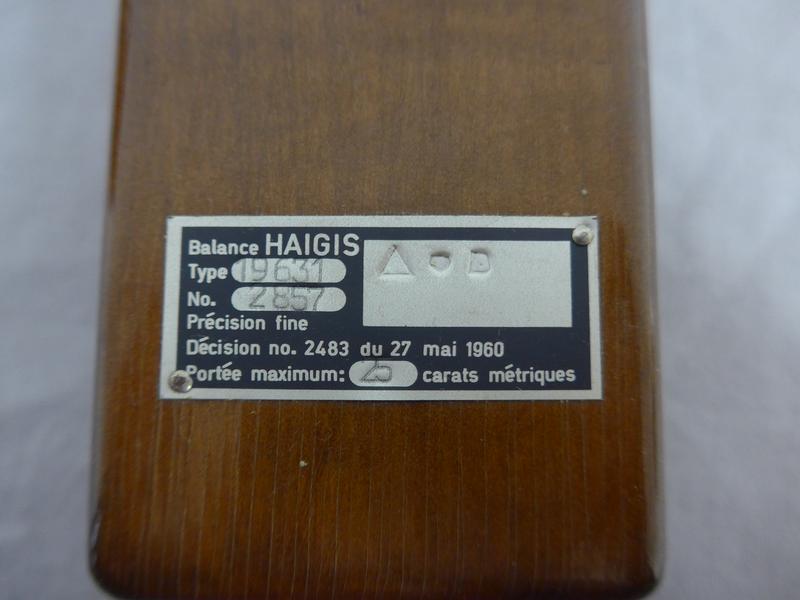 Balance HAIGIS
Type 19631
No. 2857
Précision fine
Décision no. 2483 du 27 mai 1960
Portée maximum: 25 carats métriques